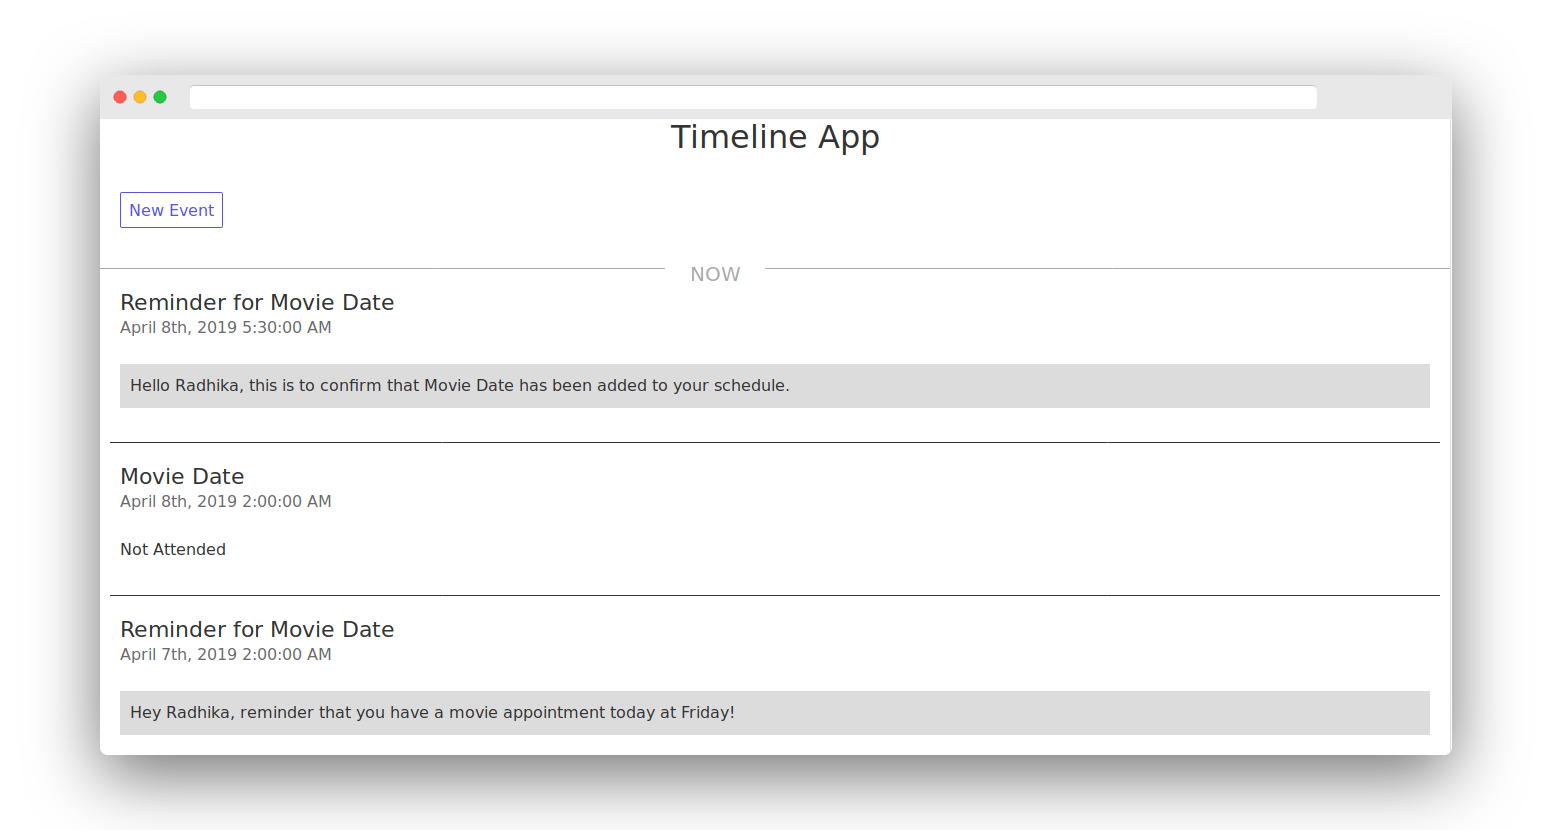 Timeline App
New Event
NOW
Reminder for Movie Date
April 8th, 2019 5:30:00 AM
Hello Radhika, this is to confirm that Movie Date has been added to your schedule.
Movie Date
April 8th, 2019 2:00:00 AM
Not Attended
Reminder for Movie Date
April 7th, 2019 2:00:00 AM
Hey Radhika, reminder that you have a movie appointment today at Friday!